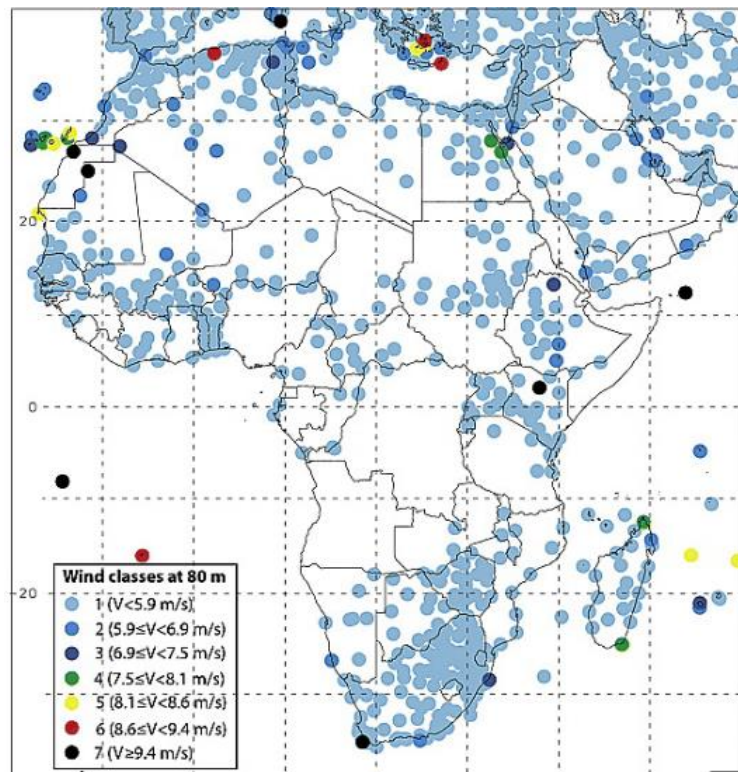 20
0
20
Wind classes at 80 m
1 (V<5.9 m/s)
2 (5.9≤V<6.9 m/s)
3 (6.9≤V<7.5 m/s)
4 (7.5≤V<8.1 m/s)
5 (8.1≤V<8.6 m/s)
6 (8.6≤V<9.4 m/s)
7 (V≥9.4 m/s)